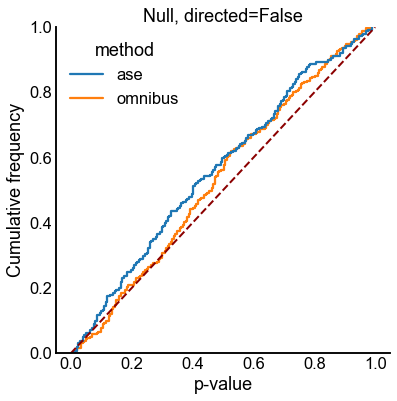 Null, directed=False
method
ase
omnibus
Cumulative frequency
1.0
0.8
0.6
0.4
0.2
0.0
0.0 0.2 0.4 0.6 0.8 1.0
p-value